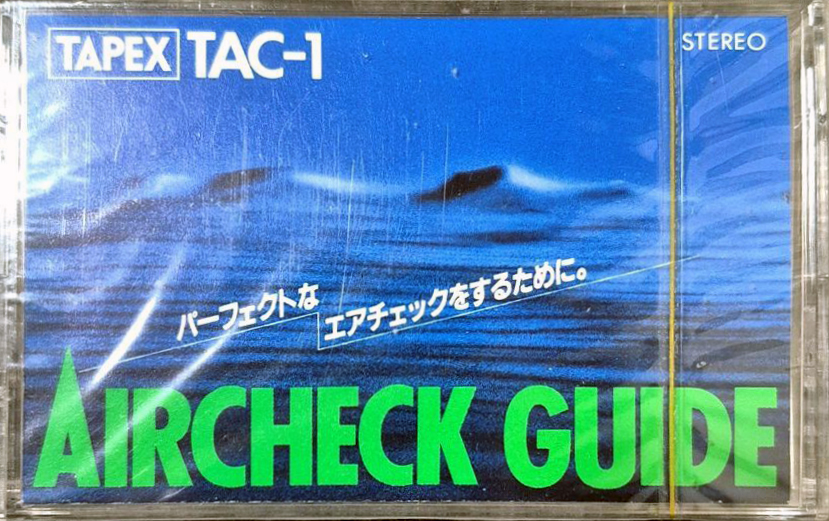 TAPEX TAC-1
STEREO
パーフェクトな
エアチェックをするために。
AIRCHECK GUIDE